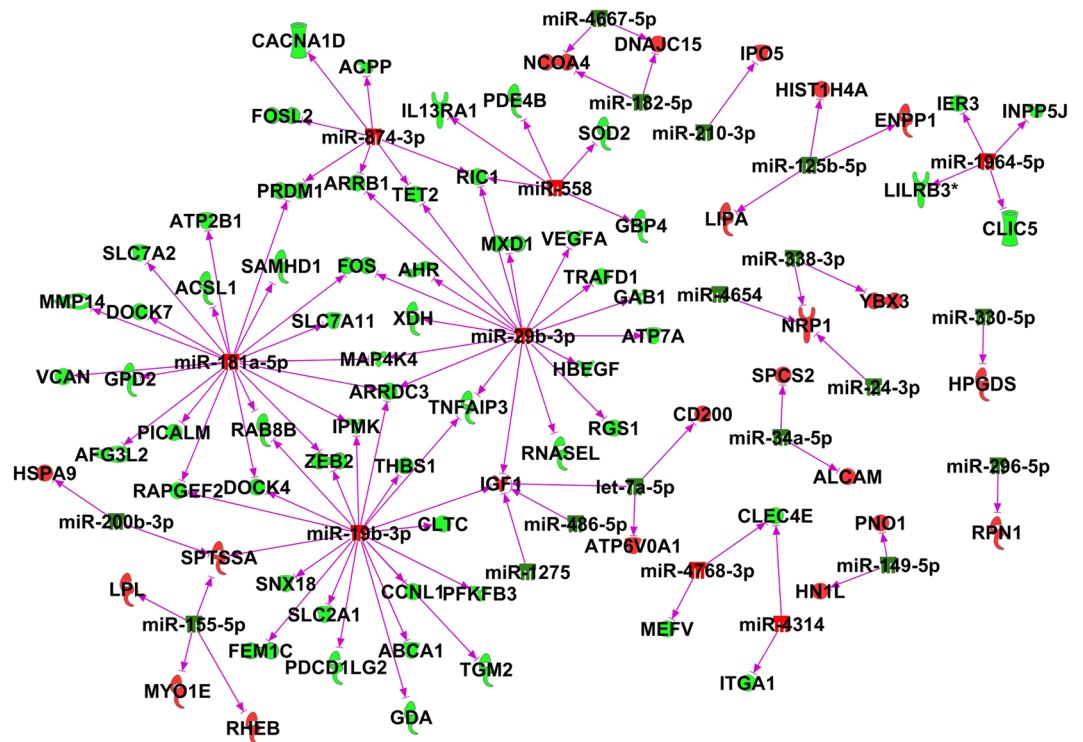 miR-4667-5p
CACNA1D
DNAJC15
IPO5
NCOA4
ACPP
HIST1H4A
IL13RA1
PDE4B
miR-182-5p
IER3
INPP5J
FOSL2
ENPP1
miR-874-3p
SOD2
miR-210-3p
miR-125b-5p
miR-1964-5p
RIC1
PRDM1
ARRB1
TET2
miR-558
LILRB3*
ATP2B1
LIPA
GBP4
CLIC5
MXD1
VEGFA
SLC7A2
SAMHD1
FOS
AHR
miR-338-3p
TRAFD1
ACSL1
MMP14
DOCK7
GAB1
miR-4654
YBX3
SLC7A11
XDH
NRP1
miR-330-5p
miR-29b-3p
ATP7A
miR-181a-5p
MAP4K4
HBEGF
VCAN
GPD2
SPCS2
miR-24-3p
HPGDS
ARRDC3
TNFAIP3
CD200
PICALM
RAB8B
IPMK
RGS1
miR-34a-5p
AFG3L2
RNASEL
ZEB2
THBS1
HSPA9
ALCAM
miR-296-5p
RAPGEF2
DOCK4
IGF1
let-7a-5p
miR-200b-3p
CLTC
miR-486-5p
CLEC4E
PNO1
RPN1
miR-19b-3p
ATP6V0A1
SPTSSA
miR-1275
miR-4768-3p
miR-149-5p
LPL
SNX18
CCNL1
PFKFB3
HN1L
SLC2A1
miR-155-5p
MEFV
miR-4314
FEM1C
PDCD1LG2
ABCA1
TGM2
ITGA1
MYO1E
GDA
RHEB